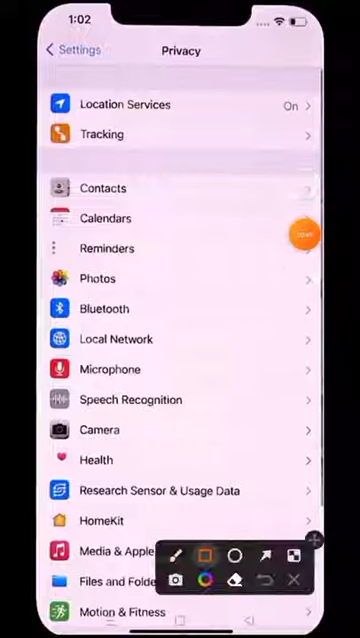 1:02
Settings
Privacy
Location Services On
Tracking
Contacts
Calendars
Reminders
Photos
Bluetooth
Local Network
Microphone
Speech Recognition
Camera
Health
Research Sensor & Usage Data
HomeKit
Media & Apple
Files and Folde
Motion & Fitness